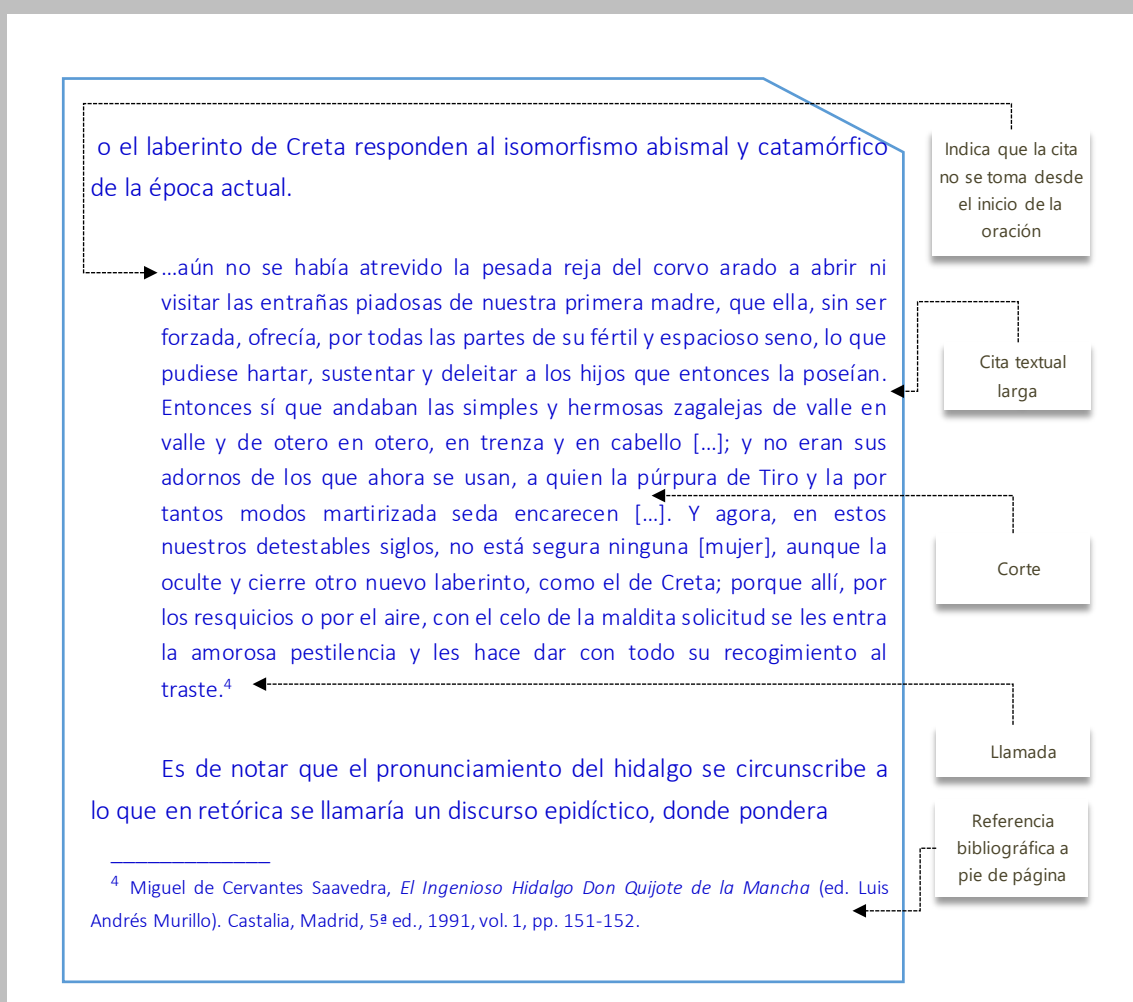 o el laberinto de Creta responden al isomorfismo abismal y catamórfico
de la época actual.
Indica que la cita
no se toma desde
el inicio de la
oración
…aún no se había atrevido la pesada reja del corvo arado a abrir ni
visitar las entrañas piadosas de nuestra primera madre, que ella, sin ser
forzada, ofrecía, por todas las partes de su fértil y espacioso seno, lo que
pudiese hartar, sustentar y deleitar a los hijos que entonces la poseían.
Entonces sí que andaban las simples y hermosas zagalejas de valle en
valle y de otero en otero, en trenza y en cabello […]; y no eran sus
adornos de los que ahora se usan, a quien la púrpura de Tiro y la por
tantos modos martirizada seda encarecen […]. Y agora, en estos
nuestros detestables siglos, no está segura ninguna [mujer], aunque la
oculte y cierre otro nuevo laberinto, como el de Creta; porque allí, por
los resquicios o por el aire, con el celo de la maldita solicitud se les entra
la amorosa pestilencia y les hace dar con todo su recogimiento al
traste.⁴
Cita textual
larga
Corte
Llamada
Es de notar que el pronunciamiento del hidalgo se circunscribe a
lo que en retórica se llamaría un discurso epidíctico, donde pondera
Referencia
bibliográfica a
pie de página
⁴ Miguel de Cervantes Saavedra, El Ingenioso Hidalgo Don Quijote de la Mancha (ed. Luis
Andrés Murillo). Castalia, Madrid, 5ª ed., 1991, vol. 1, pp. 151-152.